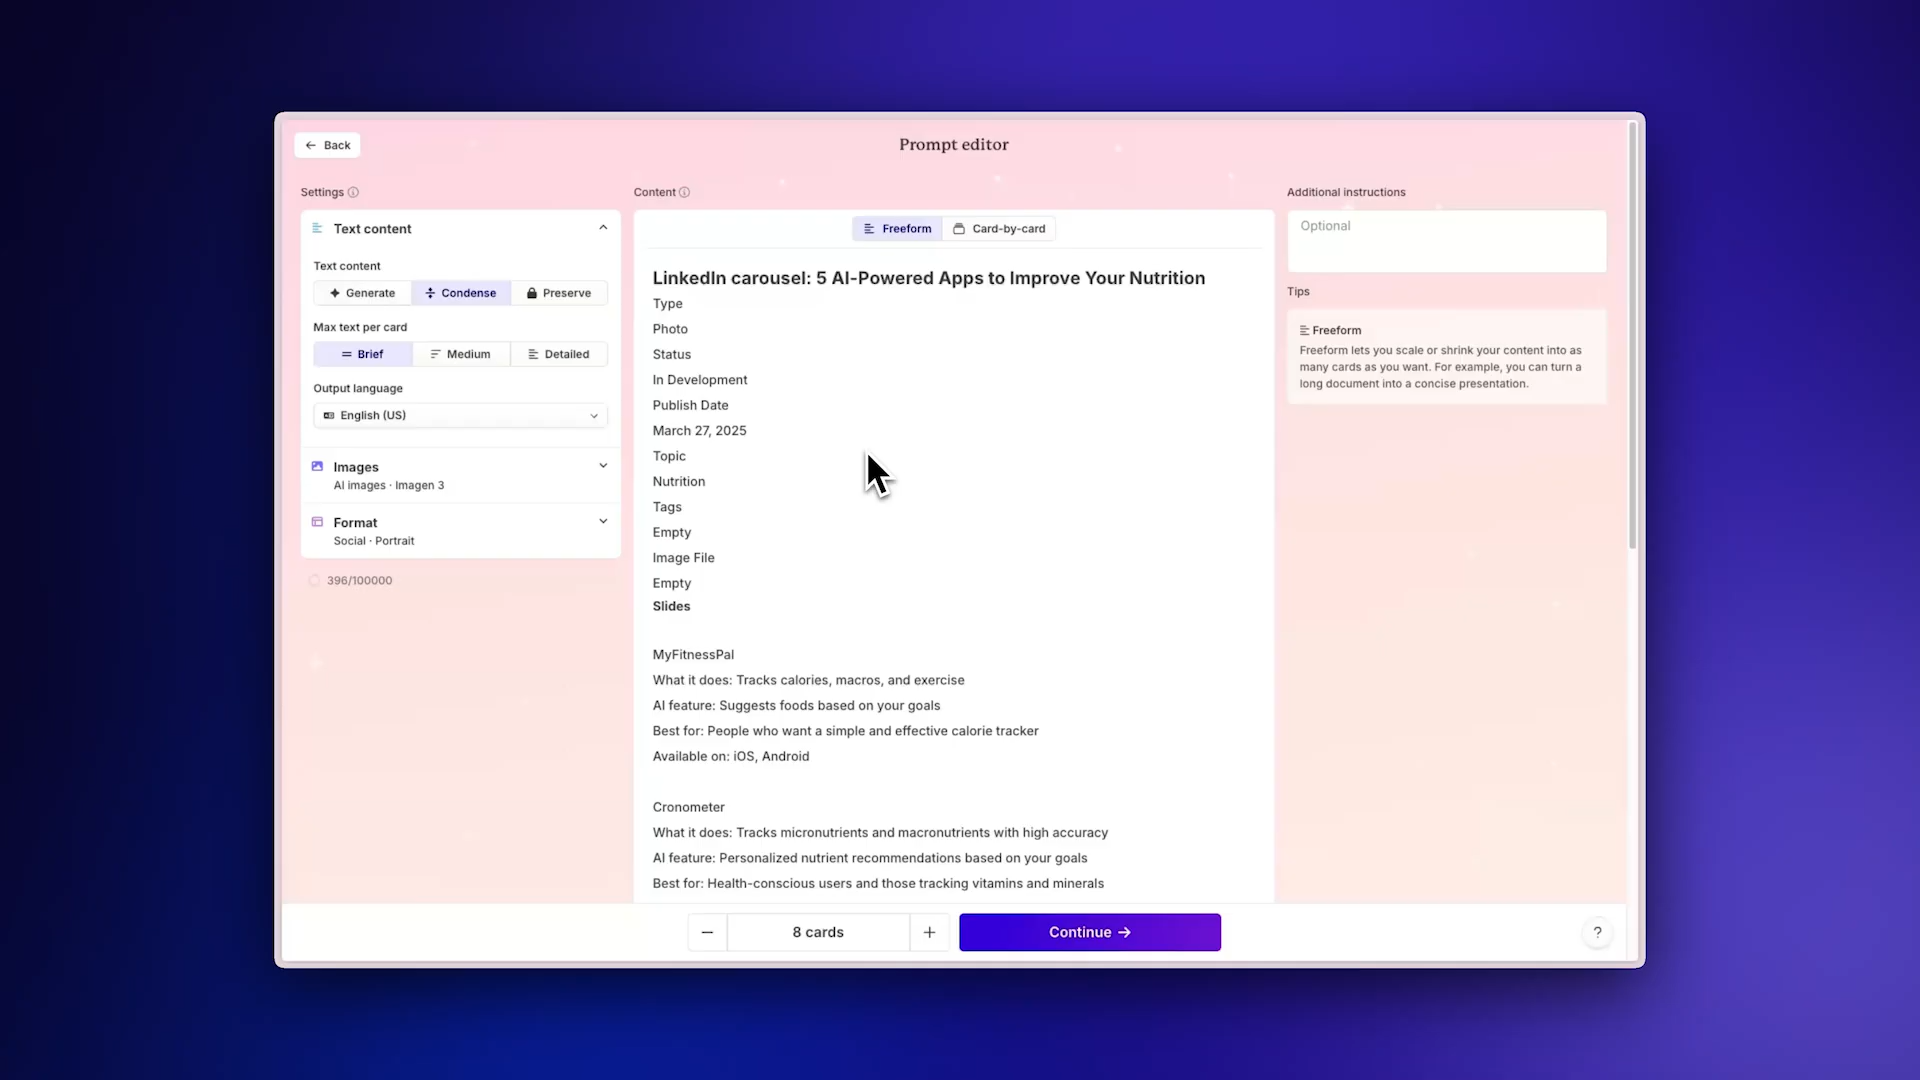 Back
Prompt editor
Settings
Text content
Text content
Generate
Condense
Preserve
Max text per card
Brief
Medium
Detailed
Output language
English (US)
Images
AI images · Imagen 3
Format
Social · Portrait
396/100000
Content
Freeform
Card-by-card
LinkedIn carousel: 5 AI-Powered Apps to Improve Your Nutrition
Type
Photo
Status
In Development
Publish Date
March 27, 2025
Topic
Nutrition
Tags
Empty
Image File
Empty
Slides
MyFitnessPal
What it does: Tracks calories, macros, and exercise
AI feature: Suggests foods based on your goals
Best for: People who want a simple and effective calorie tracker
Available on: iOS, Android
Cronometer
What it does: Tracks micronutrients and macronutrients with high accuracy
AI feature: Personalized nutrient recommendations based on your goals
Best for: Health-conscious users and those tracking vitamins and minerals
Additional instructions
Optional
Tips
Freeform
Freeform lets you scale or shrink your content into as
many cards as you want. For example, you can turn a
long document into a concise presentation.
8 cards
Continue
?